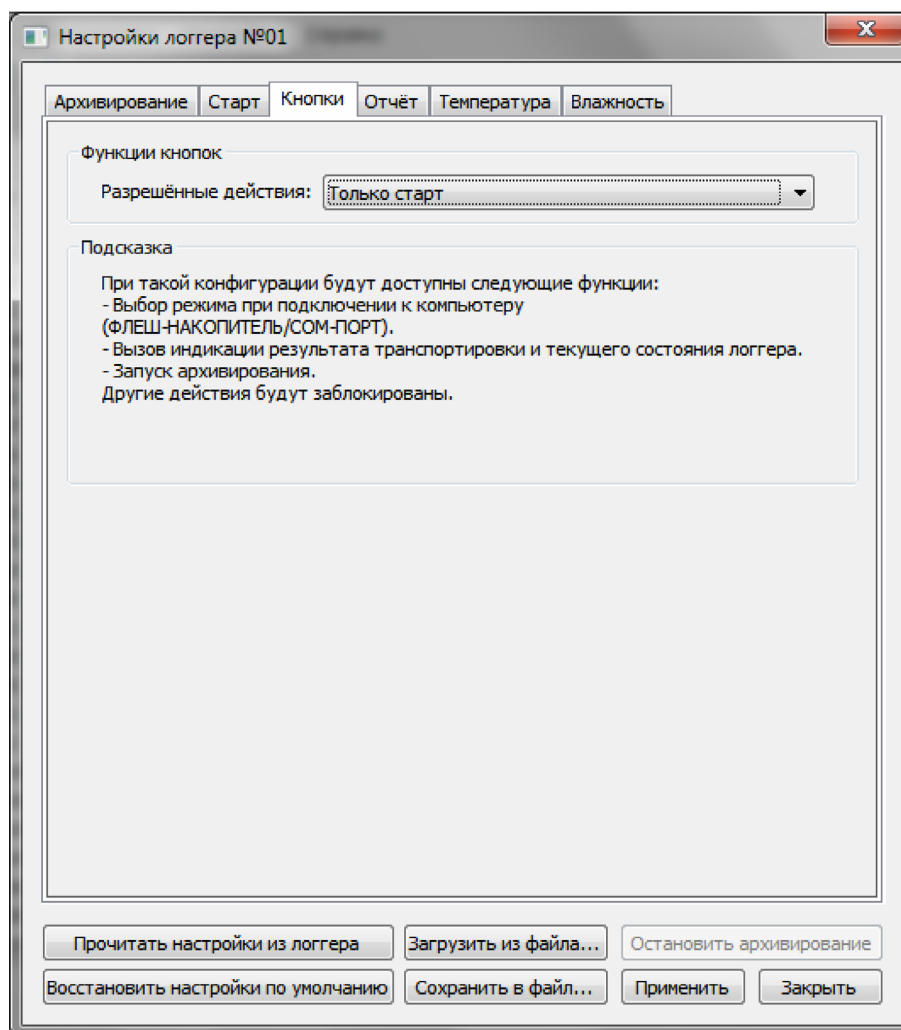 Настройки логгера №01
Архивирование Старт Кнопки Отчёт Температура Влажность
Функции кнопок
Разрешённые действия: Только старт
Подсказка
При такой конфигурации будут доступны следующие функции:
- Выбор режима при подключении к компьютеру
(ФЛЕШ-НАКОПИТЕЛЬ/COM-ПОРТ).
- Вызов индикации результата транспортировки и текущего состояния логгера.
- Запуск архивирования.
Другие действия будут заблокированы.
Прочитать настройки из логгера Загрузить из файла... Остановить архивирование
Восстановить настройки по умолчанию Сохранить в файл... Применить Закрыть